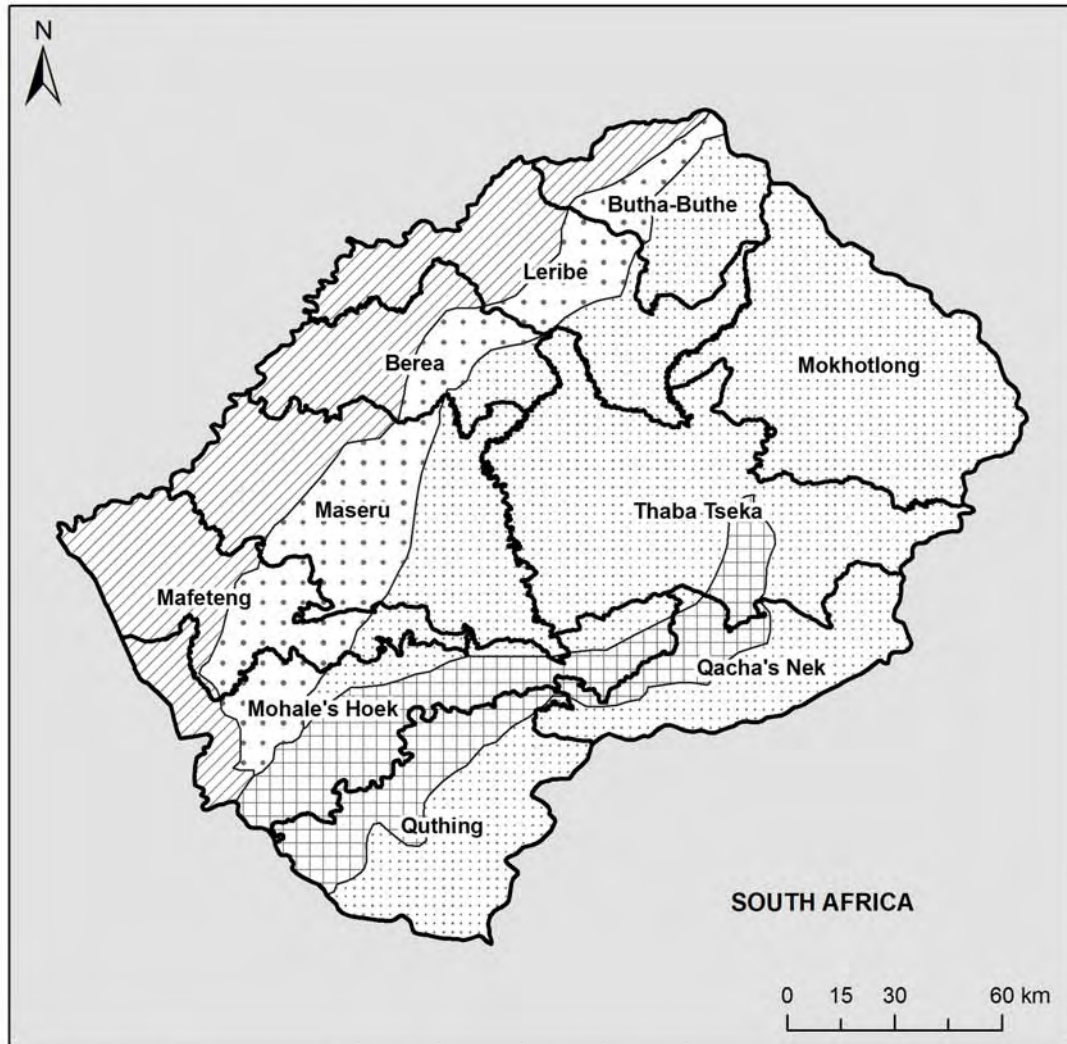 N
Butha-Buthe
Leribe
Berea
Mokhotlong
Maseru
Thaba Tseka
Mafeteng
Qacha's Nek
Mohale's Hoek
Quthing
SOUTH AFRICA
0 15 30 60 km